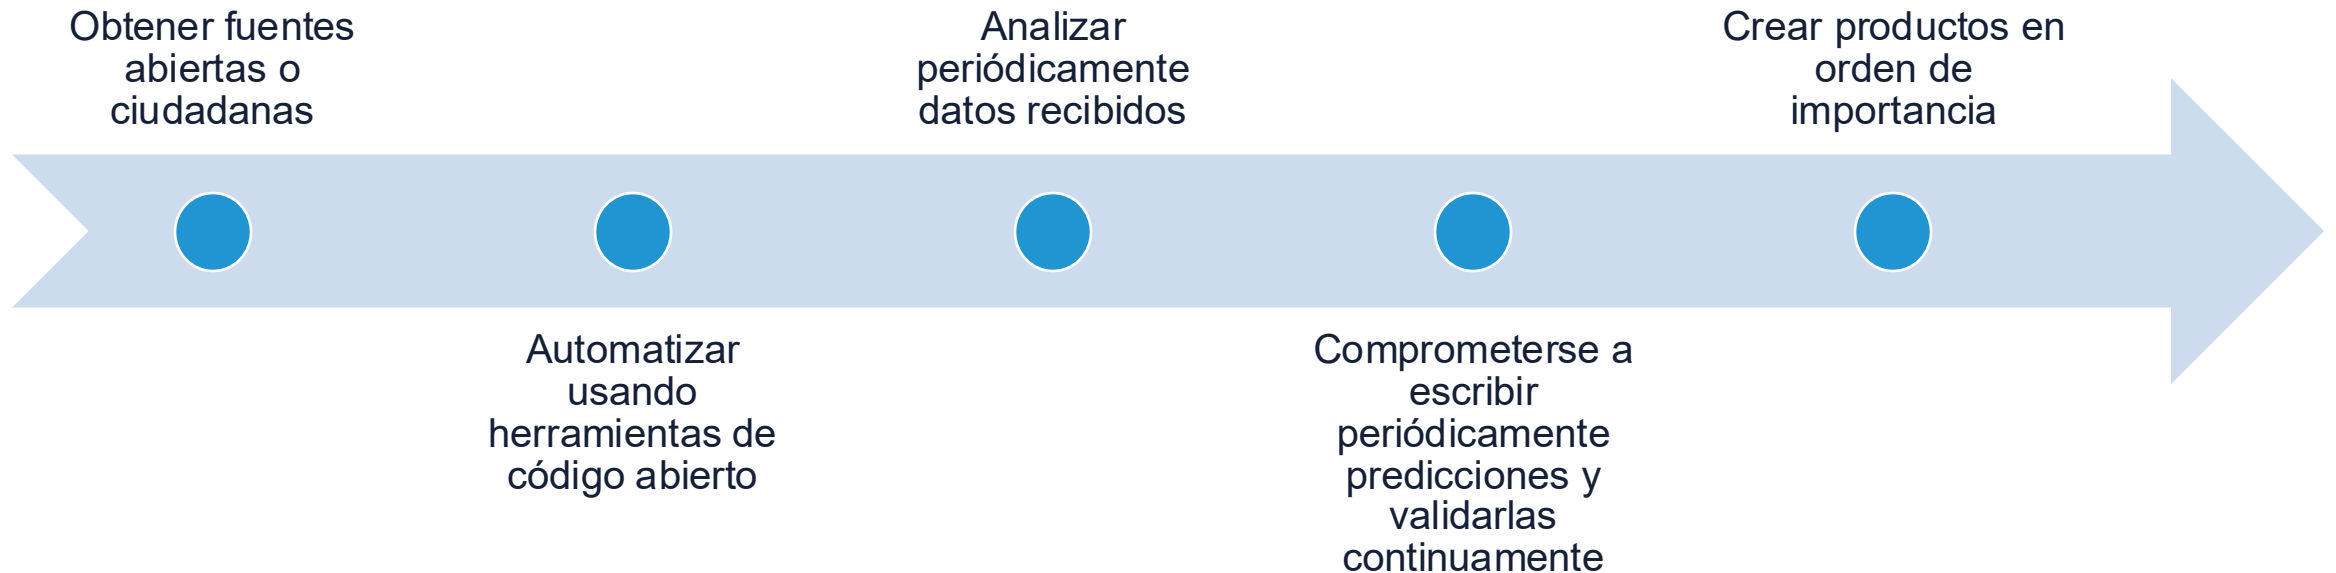 Obtener fuentes
abiertas o
ciudadanas
Automatizar
usando
herramientas de
código abierto
Analizar
periódicamente
datos recibidos
Comprometerse a
escribir
periódicamente
predicciones y
validarlas
continuamente
Crear productos en
orden de
importancia